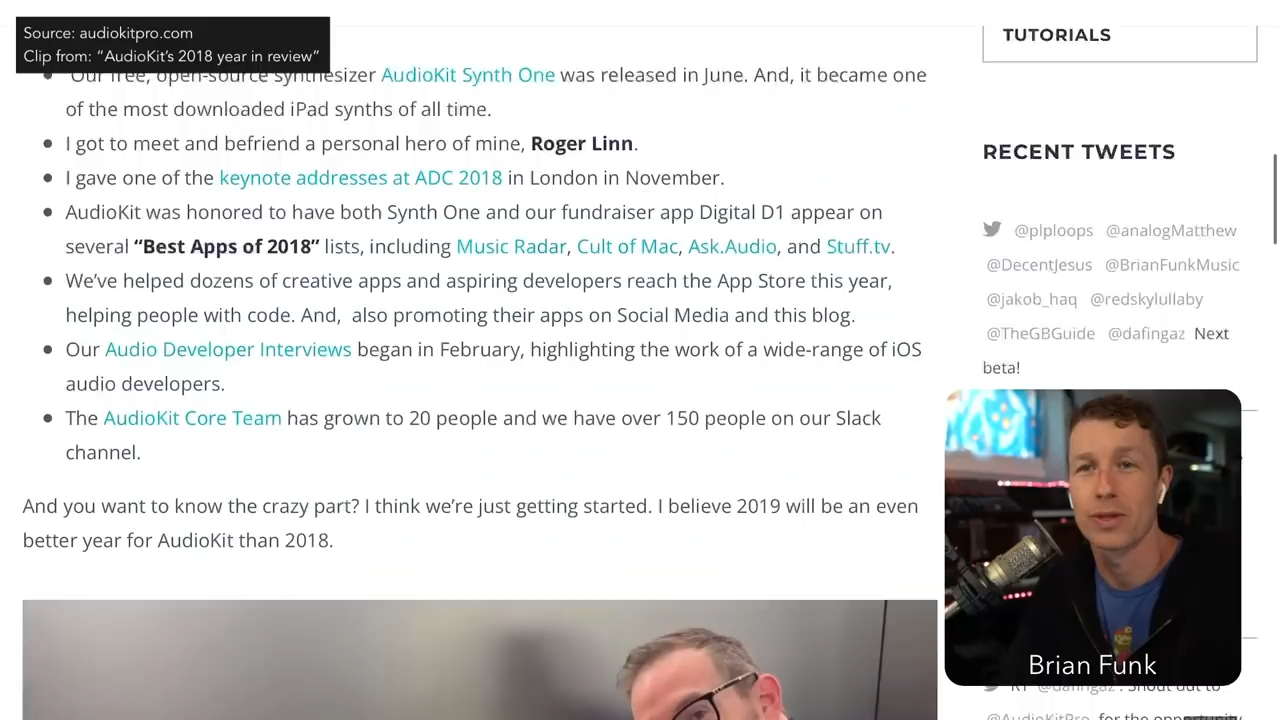 Source: audiokitpro.com
Clip from: “AudioKit’s 2018 year in review”
Our free, open-source synthesizer AudioKit Synth One was released in June. And, it became one
of the most downloaded iPad synths of all time.
I got to meet and befriend a personal hero of mine, Roger Linn.
I gave one of the keynote addresses at ADC 2018 in London in November.
AudioKit was honored to have both Synth One and our fundraiser app Digital D1 appear on
several “Best Apps of 2018” lists, including Music Radar, Cult of Mac, Ask.Audio, and Stuff.tv.
We’ve helped dozens of creative apps and aspiring developers reach the App Store this year,
helping people with code. And, also promoting their apps on Social Media and this blog.
Our Audio Developer Interviews began in February, highlighting the work of a wide-range of iOS
audio developers.
The AudioKit Core Team has grown to 20 people and we have over 150 people on our Slack
channel.
And you want to know the crazy part? I think we’re just getting started. I believe 2019 will be an even
better year for AudioKit than 2018.
TUTORIALS
RECENT TWEETS
@plploops @analogMatthew
@DecentJesus @BrianFunkMusic
@jakob_haq @redskylullaby
@TheGBGuide @dafingaz Next
beta!
Brian Funk
RT @dafingaz: Shout out to
@AudioKitPro for the opportunity